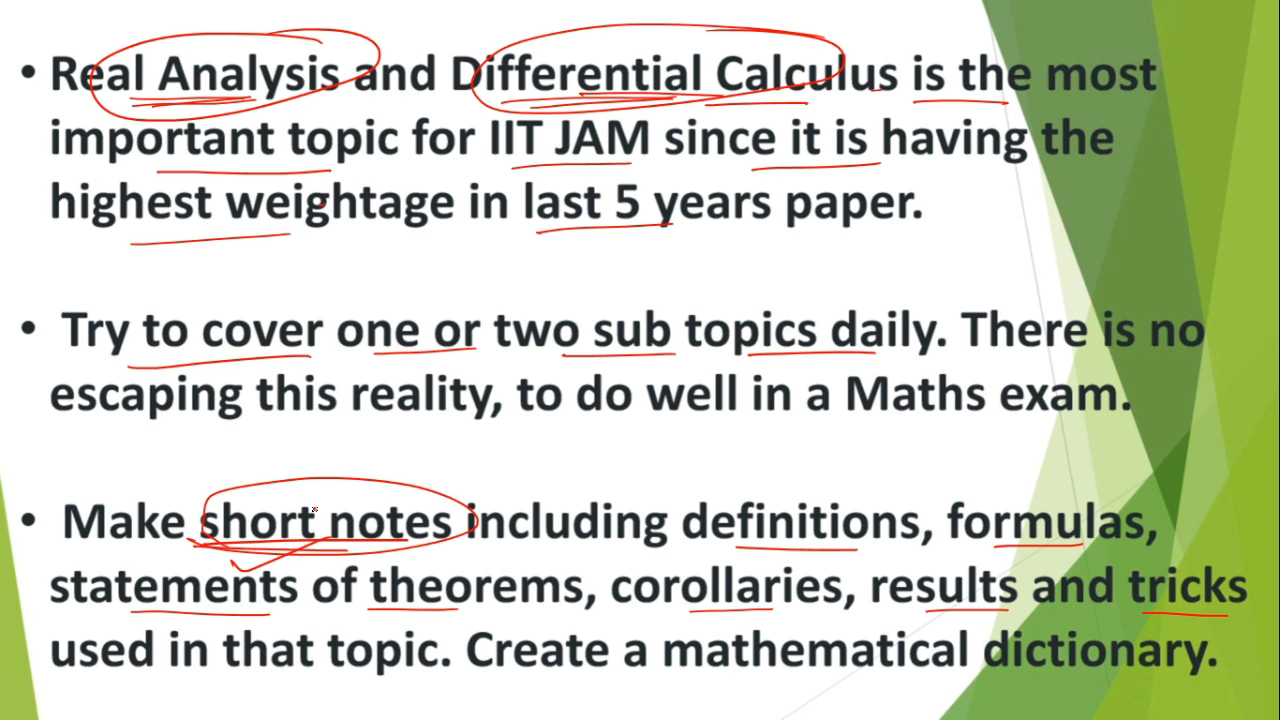 • Real Analysis and Differential Calculus is the most
important topic for IIT JAM since it is having the
highest weightage in last 5 years paper.
• Try to cover one or two sub topics daily. There is no
escaping this reality, to do well in a Maths exam.
• Make short notes including definitions, formulas,
statements of theorems, corollaries, results and tricks
used in that topic. Create a mathematical dictionary.